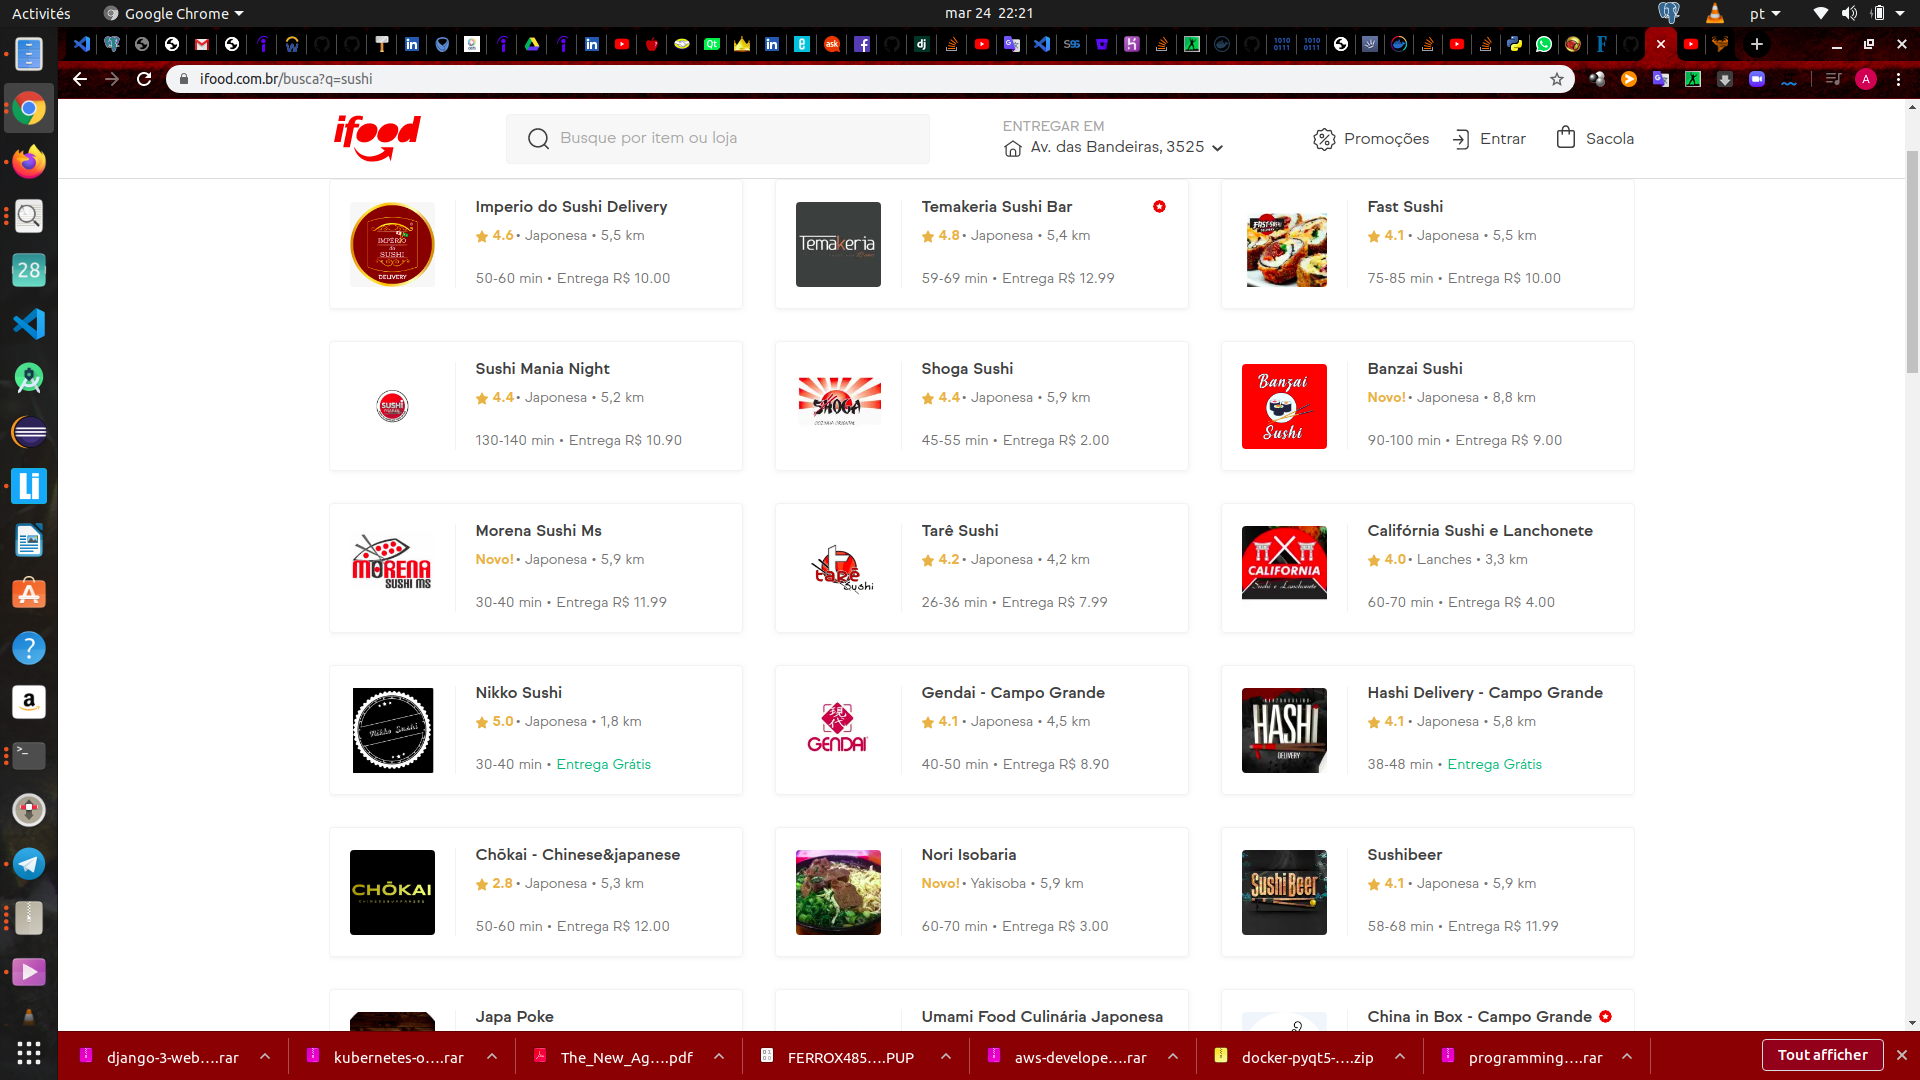 Activités
Google Chrome
mar 24 22:21
pt
ifood.com.br/busca?q=sushi
ifood
Busque por item ou loja
ENTREGAR EM
Av. das Bandeiras, 3525
Promoções
Entrar
Sacola
Imperio do Sushi Delivery
4.6 • Japonesa • 5,5 km
50-60 min • Entrega R$ 10.00
Temakeria Sushi Bar
4.8 • Japonesa • 5,4 km
59-69 min • Entrega R$ 12.99
Fast Sushi
4.1 • Japonesa • 5,5 km
75-85 min • Entrega R$ 10.00
Sushi Mania Night
4.4 • Japonesa • 5,2 km
130-140 min • Entrega R$ 10.90
Shoga Sushi
4.4 • Japonesa • 5,9 km
45-55 min • Entrega R$ 2.00
Banzai Sushi
Novo! • Japonesa • 8,8 km
90-100 min • Entrega R$ 9.00
Morena Sushi Ms
Novo! • Japonesa • 5,9 km
30-40 min • Entrega R$ 11.99
Tarê Sushi
4.2 • Japonesa • 4,2 km
26-36 min • Entrega R$ 7.99
Califórnia Sushi e Lanchonete
4.0 • Lanches • 3,3 km
60-70 min • Entrega R$ 4.00
Nikko Sushi
5.0 • Japonesa • 1,8 km
30-40 min • Entrega Grátis
Gendai - Campo Grande
4.1 • Japonesa • 4,5 km
40-50 min • Entrega R$ 8.90
Hashi Delivery - Campo Grande
4.1 • Japonesa • 5,8 km
38-48 min • Entrega Grátis
Chōkai - Chinese&japanese
2.8 • Japonesa • 5,3 km
50-60 min • Entrega R$ 12.00
Nori Isobaria
Novo! • Yakisoba • 5,9 km
60-70 min • Entrega R$ 3.00
Sushibeer
4.1 • Japonesa • 5,9 km
58-68 min • Entrega R$ 11.99
Japa Poke
Umami Food Culinária Japonesa
China in Box - Campo Grande
django-3-web....rar
kubernetes-o....rar
The_New_Ag....pdf
FERROX485....PUP
aws-develope....rar
docker-pyqt5-....zip
programming....rar
Tout afficher